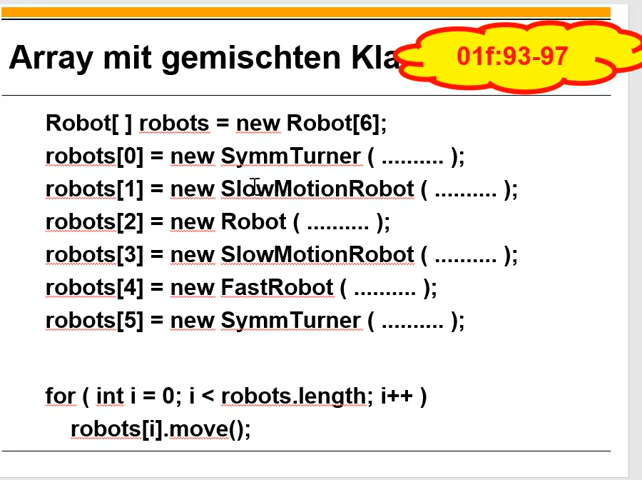 Array mit gemischten Kla
01f:93-97
Robot[ ] robots = new Robot[6];
robots[0] = new SymmTurner ( .......... );
robots[1] = new SlowMotionRobot ( .......... );
robots[2] = new Robot ( .......... );
robots[3] = new SlowMotionRobot ( .......... );
robots[4] = new FastRobot ( .......... );
robots[5] = new SymmTurner ( .......... );
for ( int i = 0; i < robots.length; i++ )
robots[i].move();